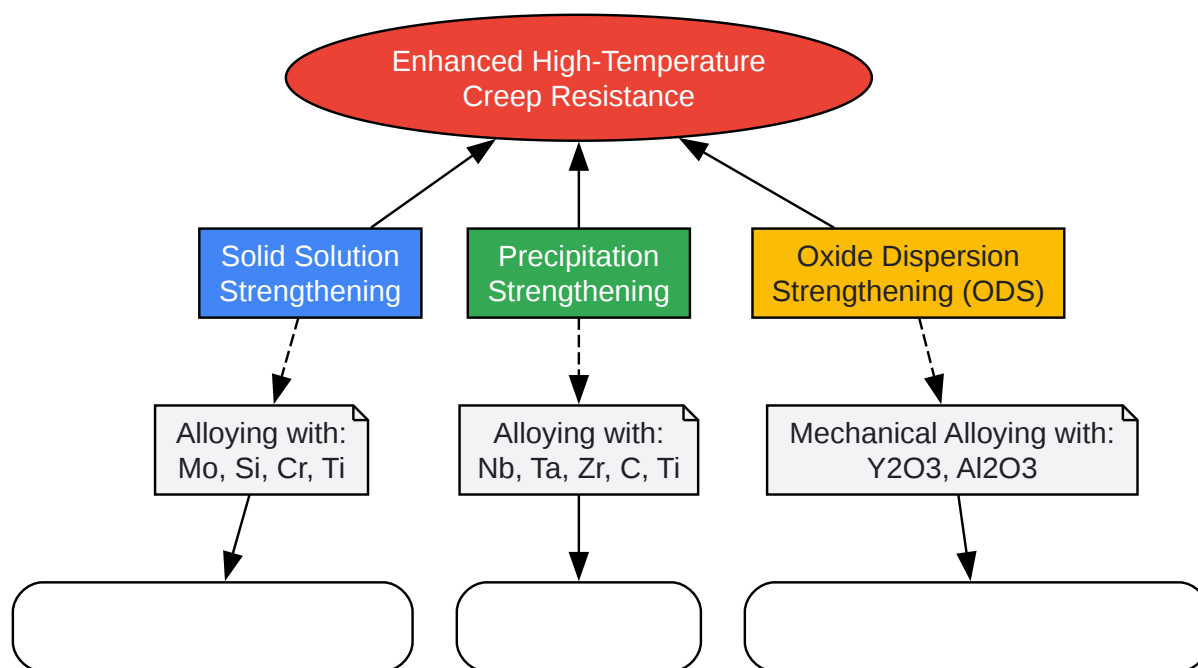 Enhanced High-Temperature
Creep Resistance
Solid Solution
Strengthening
Precipitation
Strengthening
Oxide Dispersion
Strengthening (ODS)
Alloying with:
Mo, Si, Cr, Ti
Alloying with:
Nb, Ta, Zr, C, Ti
Mechanical Alloying with:
Y2O3, Al2O3